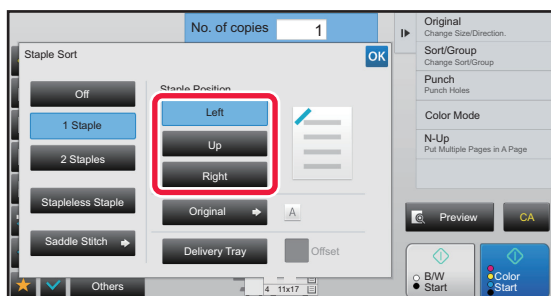 No. of copies 1
Staple Sort
OK
Off
1 Staple
2 Staples
Stapleless Staple
Saddle Stitch
Staple Position
Left
Up
Right
Original
A
Delivery Tray
Offset
Others
4 11x17
Original
Change Size/Direction.
Sort/Group
Change Sort/Group
Punch
Punch Holes
Color Mode
N-Up
Put Multiple Pages in A Page
Preview
CA
B/W
Start
Color
Start